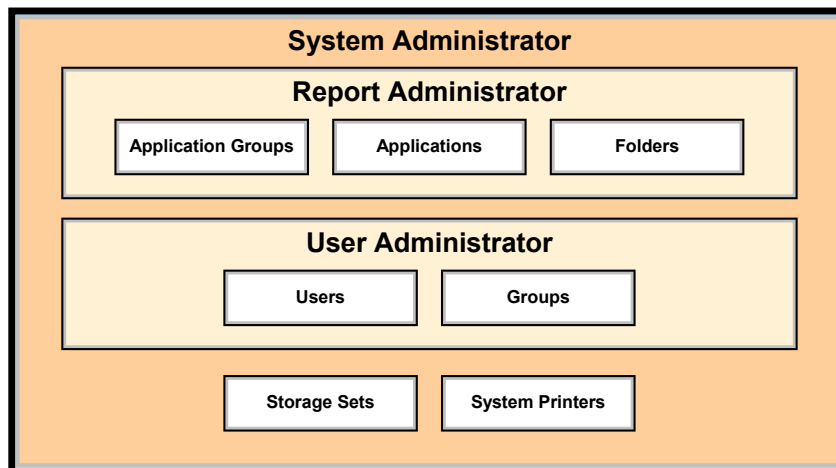 System Administrator
Report Administrator
Application Groups
Applications
Folders
User Administrator
Users
Groups
Storage Sets
System Printers